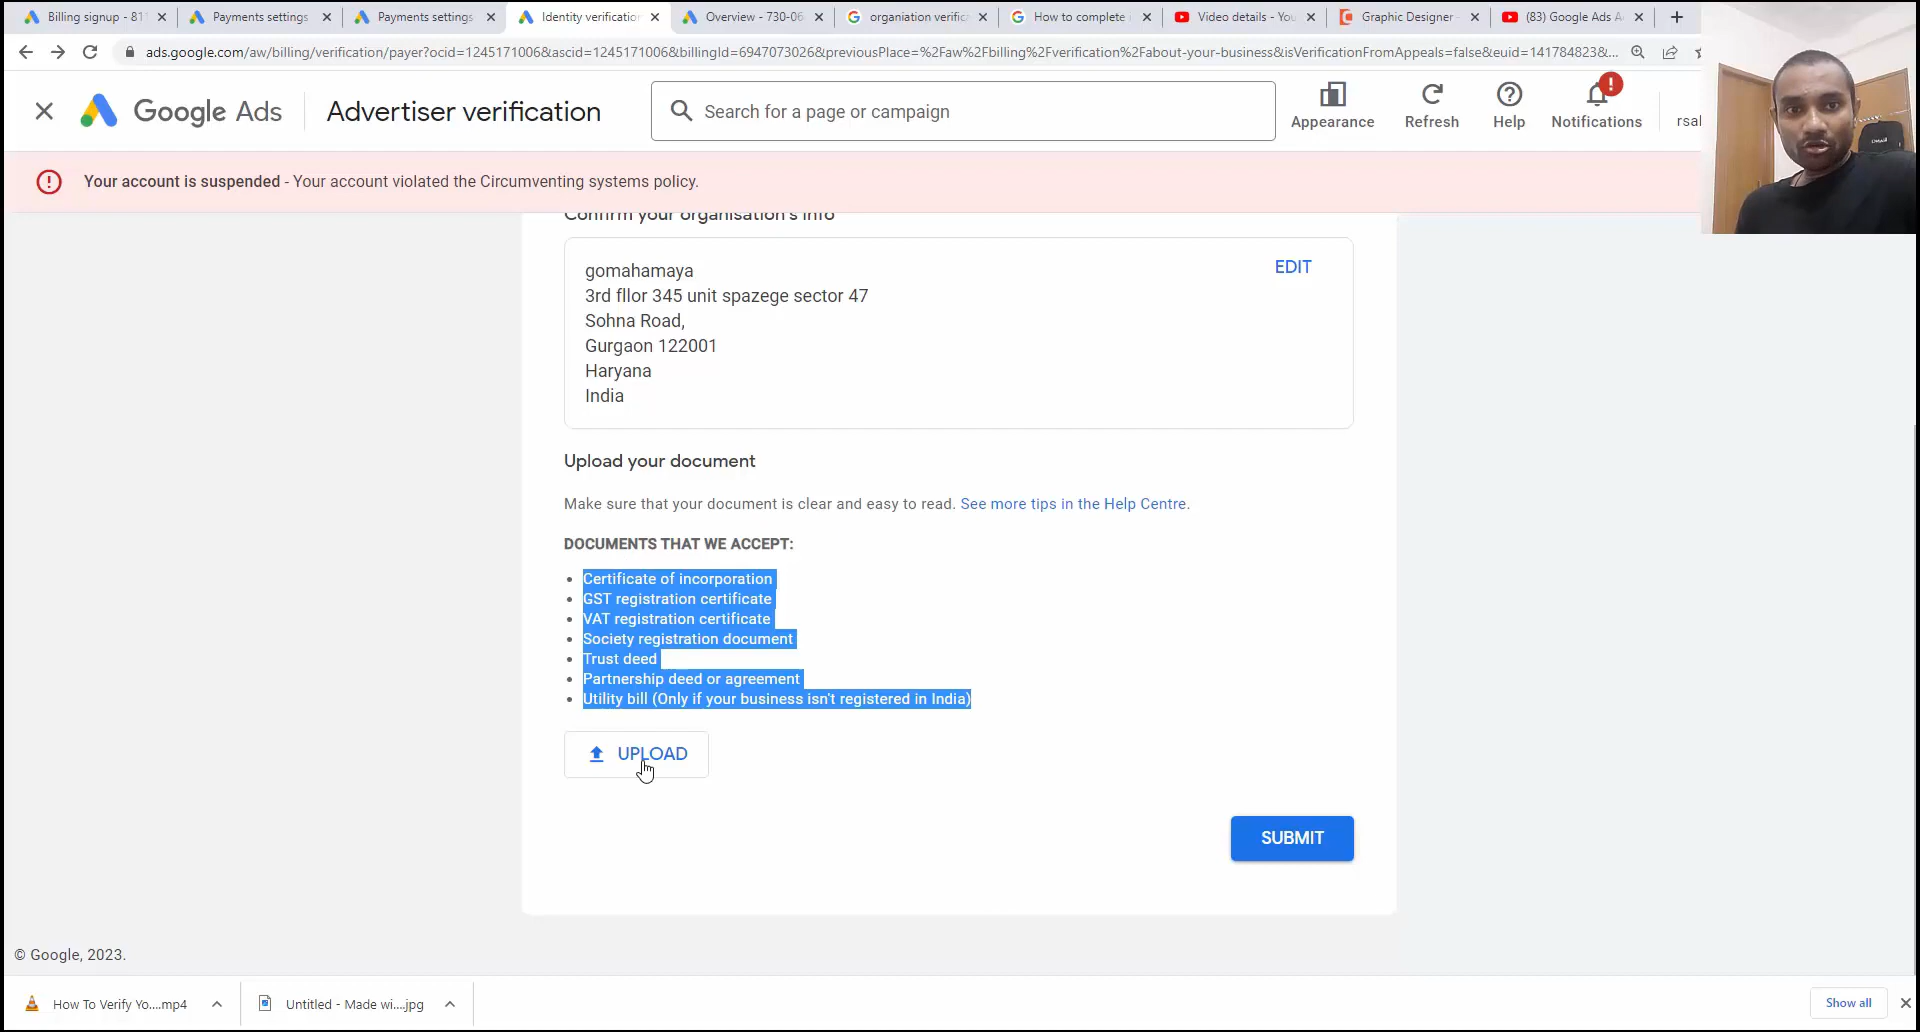 Billing signup - 811
Payments settings
Payments settings
Identity verification
Overview - 730-06
organiation verific
How to complete
Video details - You
Graphic Designer -
(83) Google Ads A
ads.google.com/aw/billing/verification/payer?ocid=1245171006&ascid=1245171006&billingId=6947073026&previousPlace=%2Faw%2Fbilling%2Fverification%2Fabout-your-business&isVerificationFromAppeals=false&euid=141784823&...
Google Ads
Advertiser verification
Search for a page or campaign
Appearance
Refresh
Help
Notifications
rsal
Your account is suspended - Your account violated the Circumventing systems policy.
Confirm your organisation's info
gomahamaya
EDIT
3rd fllor 345 unit spazege sector 47
Sohna Road,
Gurgaon 122001
Haryana
India
Upload your document
Make sure that your document is clear and easy to read. See more tips in the Help Centre.
DOCUMENTS THAT WE ACCEPT:
• Certificate of incorporation
• GST registration certificate
• VAT registration certificate
• Society registration document
• Trust deed
• Partnership deed or agreement
• Utility bill (Only if your business isn't registered in India)
UPLOAD
SUBMIT
© Google, 2023.
How To Verify Yo....mp4
Untitled - Made wi....jpg
Show all